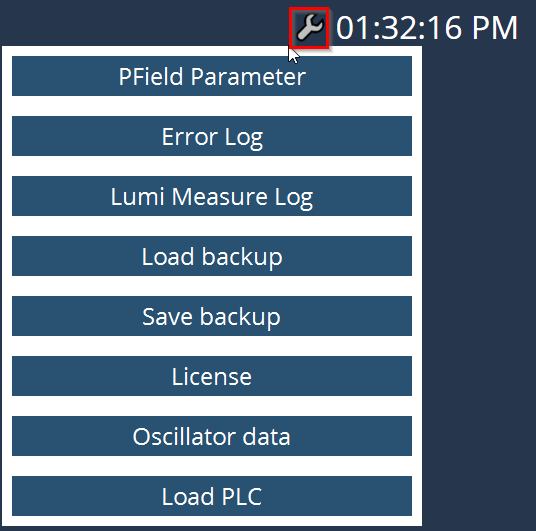 01:32:16 PM
PField Parameter
Error Log
Lumi Measure Log
Load backup
Save backup
License
Oscillator data
Load PLC